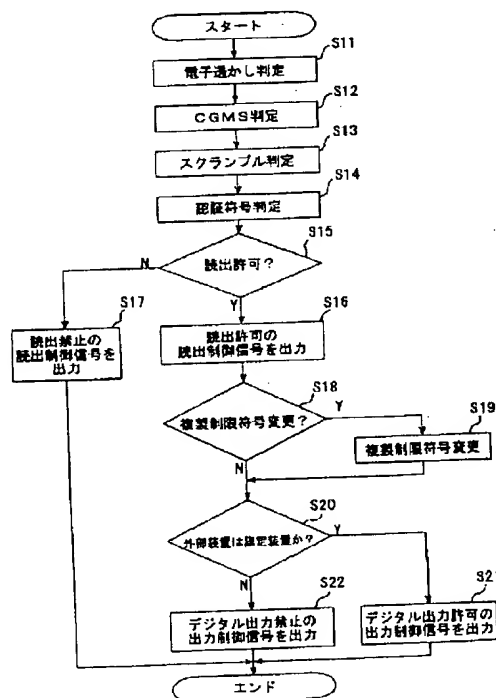 スタート
S11
電子透かし判定
S12
CGMS判定
S13
スクランブル判定
S14
認証符号判定
S15
読出許可?
N
Y
S17
読出禁止の
読出制御信号を
出力
S16
読出許可の
読出制御信号を出力
S18
複製制限符号変更?
Y
N
S19
複製制限符号変更
S20
外部装置は認定装置か?
Y
N
S22
デジタル出力禁止の
出力制御信号を出力
S21
デジタル出力許可の
出力制御信号を出力
エンド